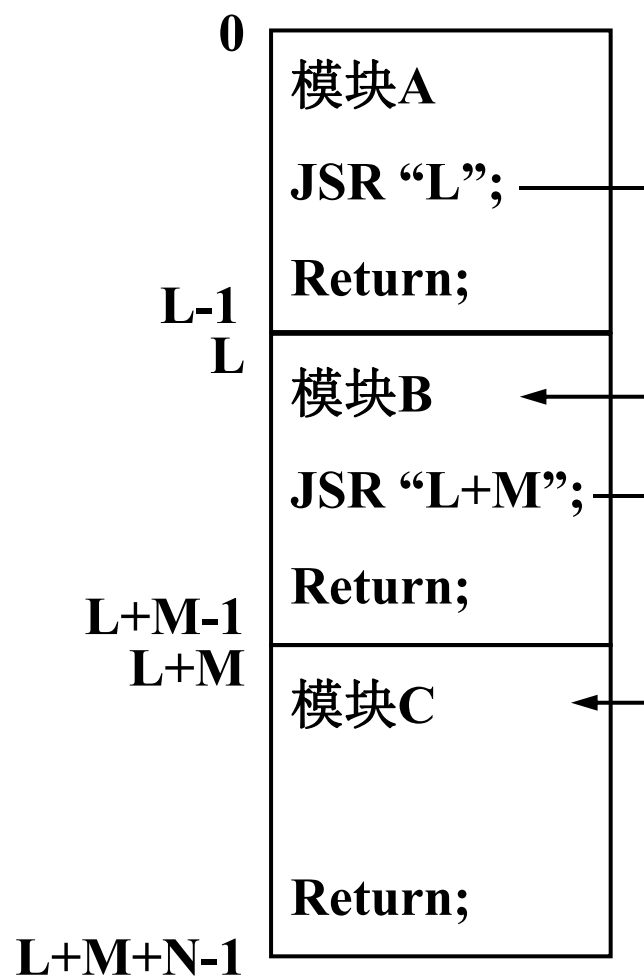 0
模块A
JSR “L”;
Return;
L-1
L
模块B
JSR “L+M”;
Return;
L+M-1
L+M
模块C
Return;
L+M+N-1